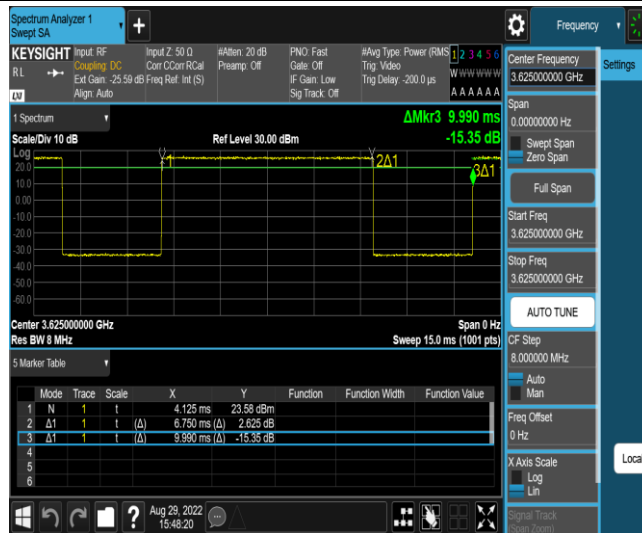 Spectrum Analyzer 1
Swept SA
Frequency
KEYSIGHT
RL
LXI
Input: RF
Coupling: DC
Ext Gain: -25.59 dB
Align: Auto
Input Z: 50 Ω
Corr CCorr RCal
Freq Ref: Int (S)
#Atten: 20 dB
Preamp: Off
PNO: Fast
Gate: Off
IF Gain: Low
Sig Track: Off
#Avg Type: Power (RMS
Trig: Video
Trig Delay: -200.0 µs
1 2 3 4 5 6
W W W W W W
A A A A A A
Center Frequency
3.625000000 GHz
Settings
1 Spectrum
ΔMkr3 9.990 ms
Scale/Div 10 dB
Ref Level 30.00 dBm
-15.35 dB
Log
20.0
10.0
0.00
-10.0
-20.0
-30.0
-40.0
-50.0
-60.0
1
2Δ1
3Δ1
Span
0.00000000 Hz
Swept Span
Zero Span
Full Span
Start Freq
3.625000000 GHz
Stop Freq
3.625000000 GHz
AUTO TUNE
Center 3.625000000 GHz
Span 0 Hz
Res BW 8 MHz
Sweep 15.0 ms (1001 pts)
CF Step
8.000000 MHz
Auto
Man
Freq Offset
0 Hz
X Axis Scale
Log
Lin
Local
Signal Track
(Span Zoom)
5 Marker Table
Mode Trace Scale X Y Function Function Width Function Value
1 N 1 t 4.125 ms 23.58 dBm
2 Δ1 1 t (Δ) 6.750 ms (Δ) 2.625 dB
3 Δ1 1 t (Δ) 9.990 ms (Δ) -15.35 dB
4
5
6
?
Aug 29, 2022
15:48:20